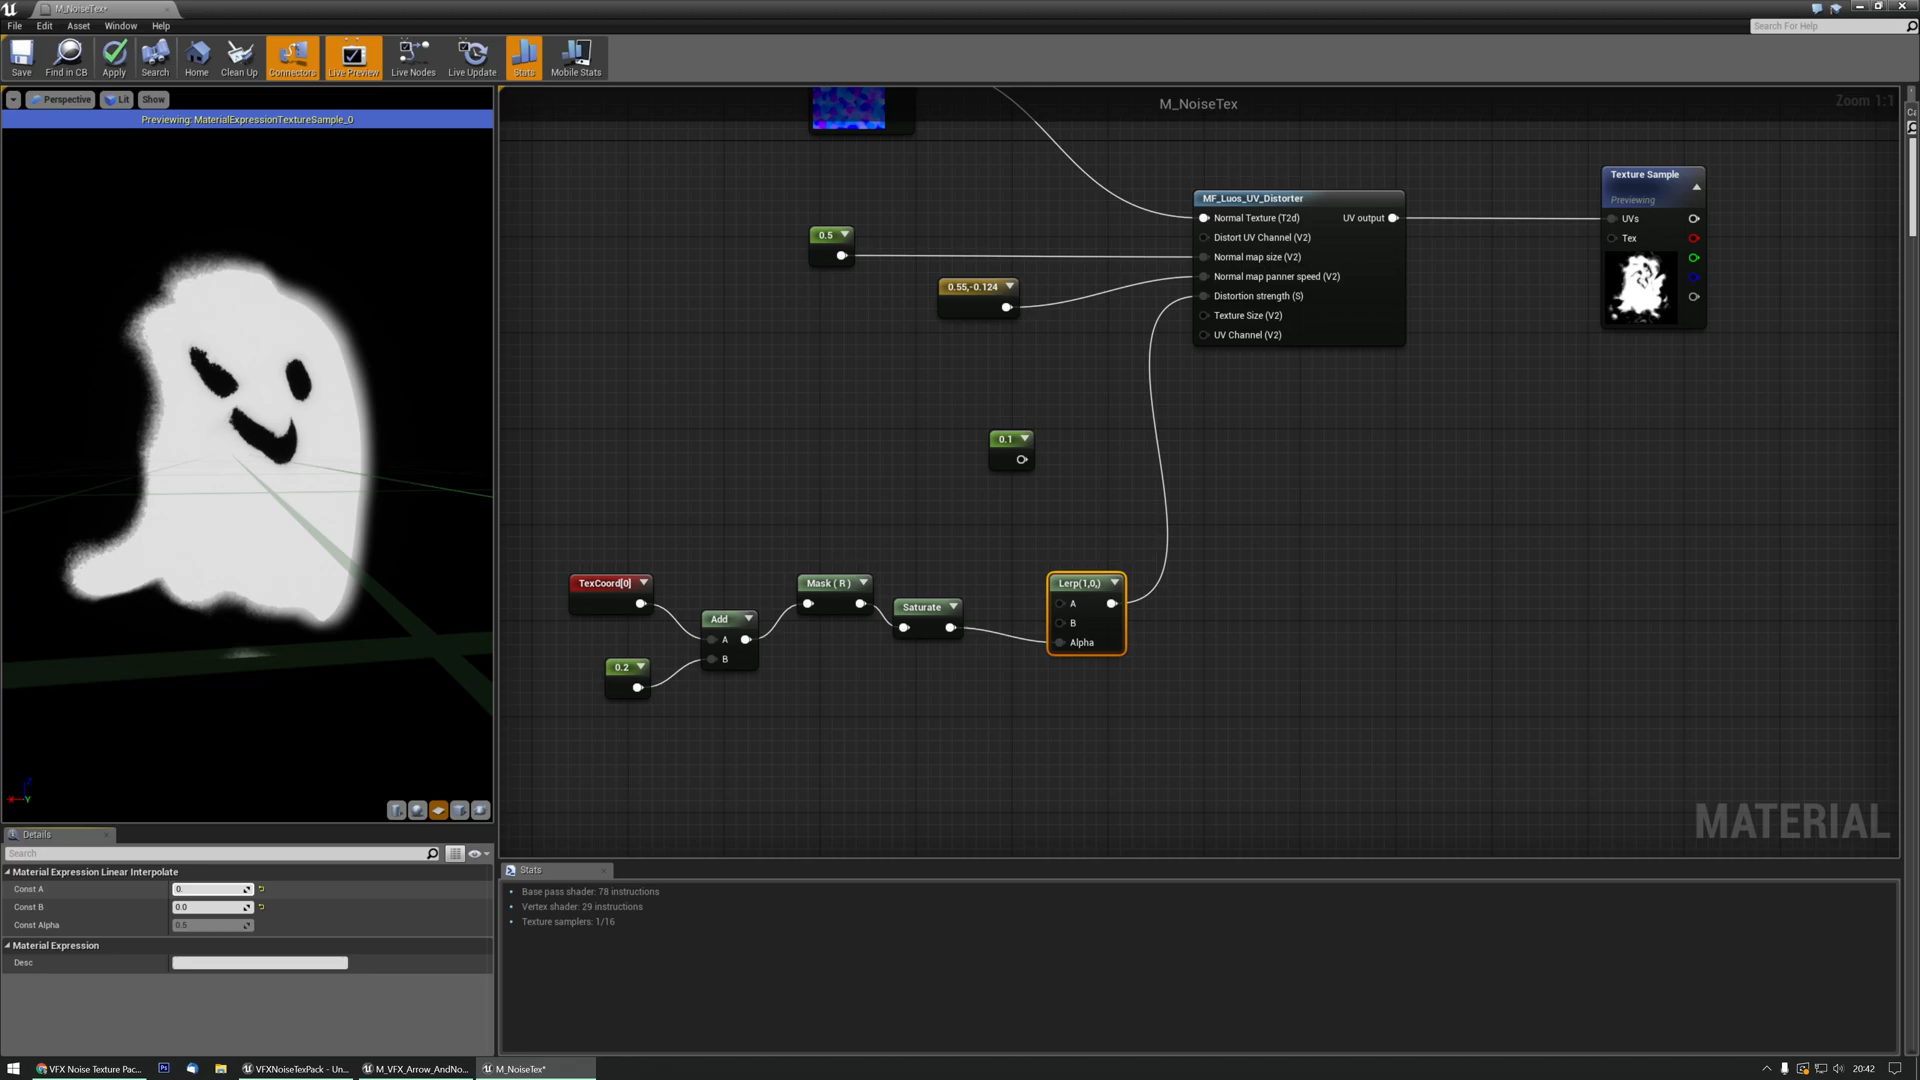 M_NoiseTex*
File Edit Asset Window Help
Search For Help
Save Find in CB Apply Search Home Clean Up Connectors Live Preview Live Nodes Live Update Stats Mobile Stats
Perspective Lit Show
Previewing: MaterialExpressionTextureSample_0
M_NoiseTex
Zoom 1:1
Texture Sample
Previewing
UVs
Tex
MF_Luos_UV_Distorter
Normal Texture (T2d) UV output
Distort UV Channel (V2)
Normal map size (V2)
Normal map panner speed (V2)
Distortion strength (S)
Texture Size (V2)
UV Channel (V2)
0.5
0.55,-0.124
0.1
TexCoord[0]
Add
A
B
0.2
Mask ( R )
Saturate
Lerp(1,0,)
A
B
Alpha
MATERIAL
Z
Y
Details
Search
Material Expression Linear Interpolate
Const A 0.
Const B 0.0
Const Alpha 0.5
Material Expression
Desc
Stats
Base pass shader: 78 instructions
Vertex shader: 29 instructions
Texture samplers: 1/16
VFX Noise Texture Pac... VFXNoiseTexPack - Un... M_VFX_Arrow_AndNo... M_NoiseTex* 20:42